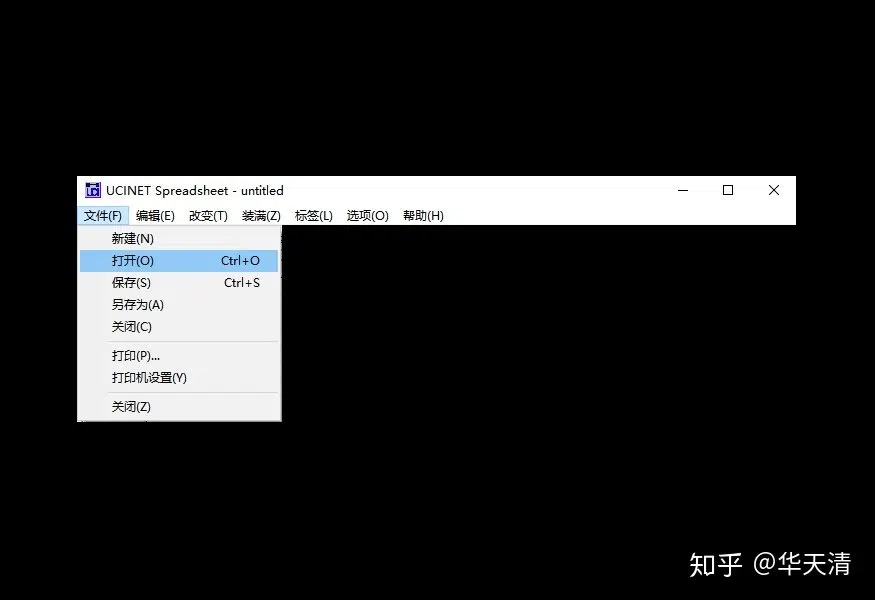 UCINET Spreadsheet - untitled
文件(F) 编辑(E) 改变(T) 装满(Z) 标签(L) 选项(O) 帮助(H)
新建(N)
打开(O) Ctrl+O
保存(S) Ctrl+S
另存为(A)
关闭(C)
打印(P)...
打印机设置(Y)
关闭(Z)
知乎 @华天清